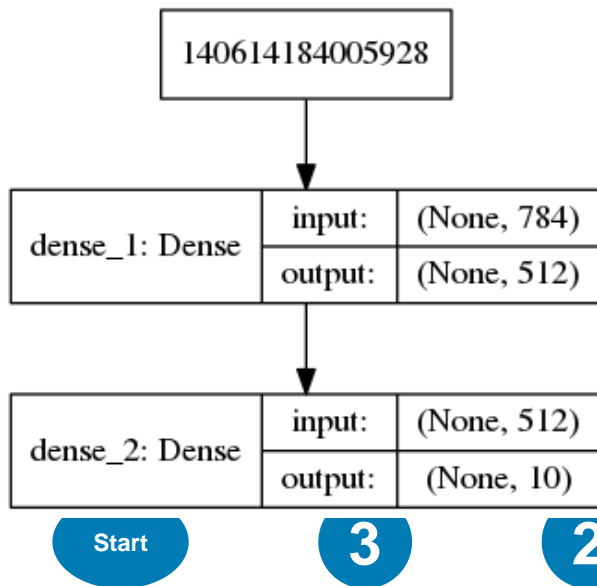 140614184005928
dense_1: Dense
input:
(None, 784)
output:
(None, 512)
dense_2: Dense
input:
(None, 512)
output:
(None, 10)
Start
3
2